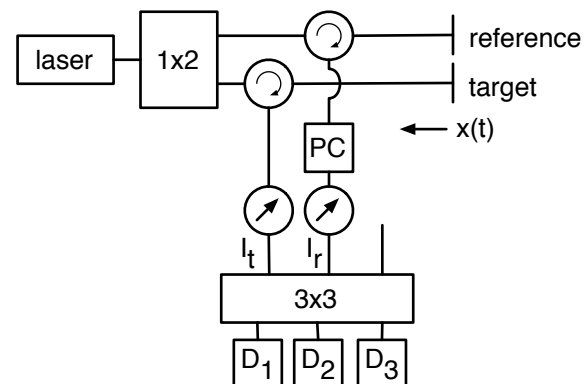 laser
1x2
reference
target
x(t)
PC
It
Ir
3x3
D1
D2
D3